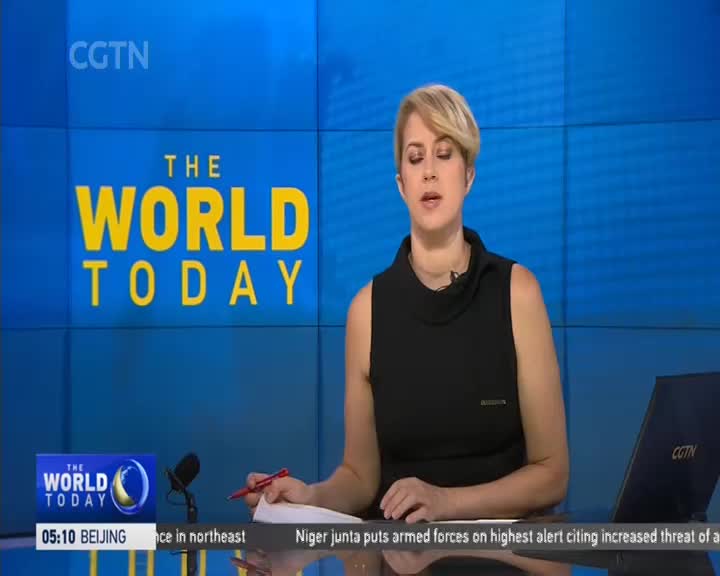 CGTN
THE
WORLD
TODAY
CGTN
THE
WORLD
TODAY
05:10 BEIJING
nce in northeast Niger junta puts armed forces on highest alert citing increased threat of a